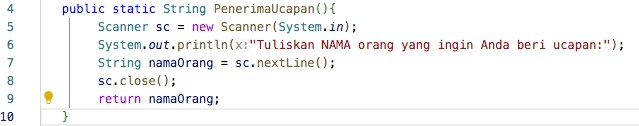 4 public static String PenerimaUcapan(){
5 Scanner sc = new Scanner(System.in);
6 System.out.println(x:"Tuliskan NAMA orang yang ingin Anda beri ucapan:");
7 String namaOrang = sc.nextLine();
8 sc.close();
9 return namaOrang;
10 }